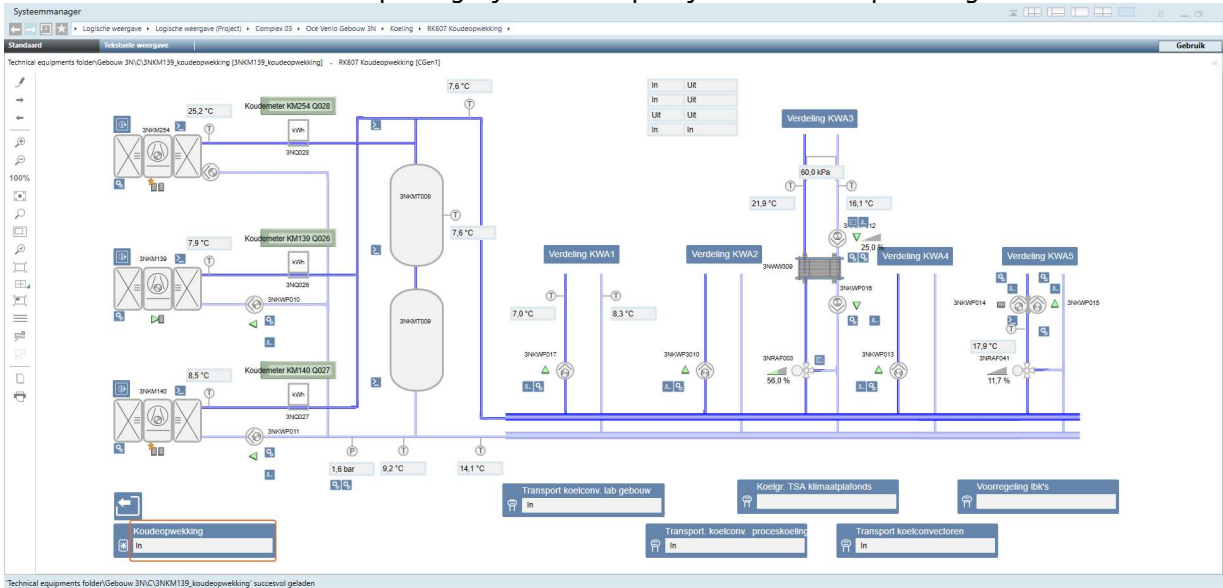 Systeemmanager
Logische weergave
Logische weergave (Project)
Complex 03
Oce Venlo Gebouw 3N
Koeling
RK607 Koudeopwekking
Standaard
Tekstuele weergave
Gebruik
Technical equipments folder\Gebouw 3N\C\3NKM139_koudeopwekking [3NKM139_koudeopwekking] - RK607 Koudeopwekking [CGen1]
100%
7,6 °C
In Uit
In Uit
Uit Uit
In In
25,2 °C
Koudemeter KM254 Q028
kWh
3NQ028
3NKM254
Verdeling KWA3
60,0 kPa
21,9 °C
16,1 °C
25,0 %
3NWW309
3NKWP016
3NKMT008
7,6 °C
7,9 °C
Koudemeter KM139 Q026
kWh
3NQ026
3NKM139
3NKWP010
Verdeling KWA1
Verdeling KWA2
Verdeling KWA4
Verdeling KWA5
7,0 °C
8,3 °C
3NKMT009
3NKWP017
3NKWP3010
3NRAF003
56,0 %
3NKWP013
3NKWP014
3NKWP015
17,9 °C
3NRAF041
11,7 %
8,5 °C
Koudemeter KM140 Q027
kWh
3NQ027
3NKM140
3NKWP011
1,6 bar
9,2 °C
14,1 °C
Transport koelconv. lab gebouw
In
Koelgr. TSA klimaatplafonds
Voorregeling lbk's
Koudeopwekking
In
Transport. koelconv. proceskoeling
In
Transport koelconvectoren
In
'Technical equipments folder\Gebouw 3N\C\3NKM139_koudeopwekking' succesvol geladen